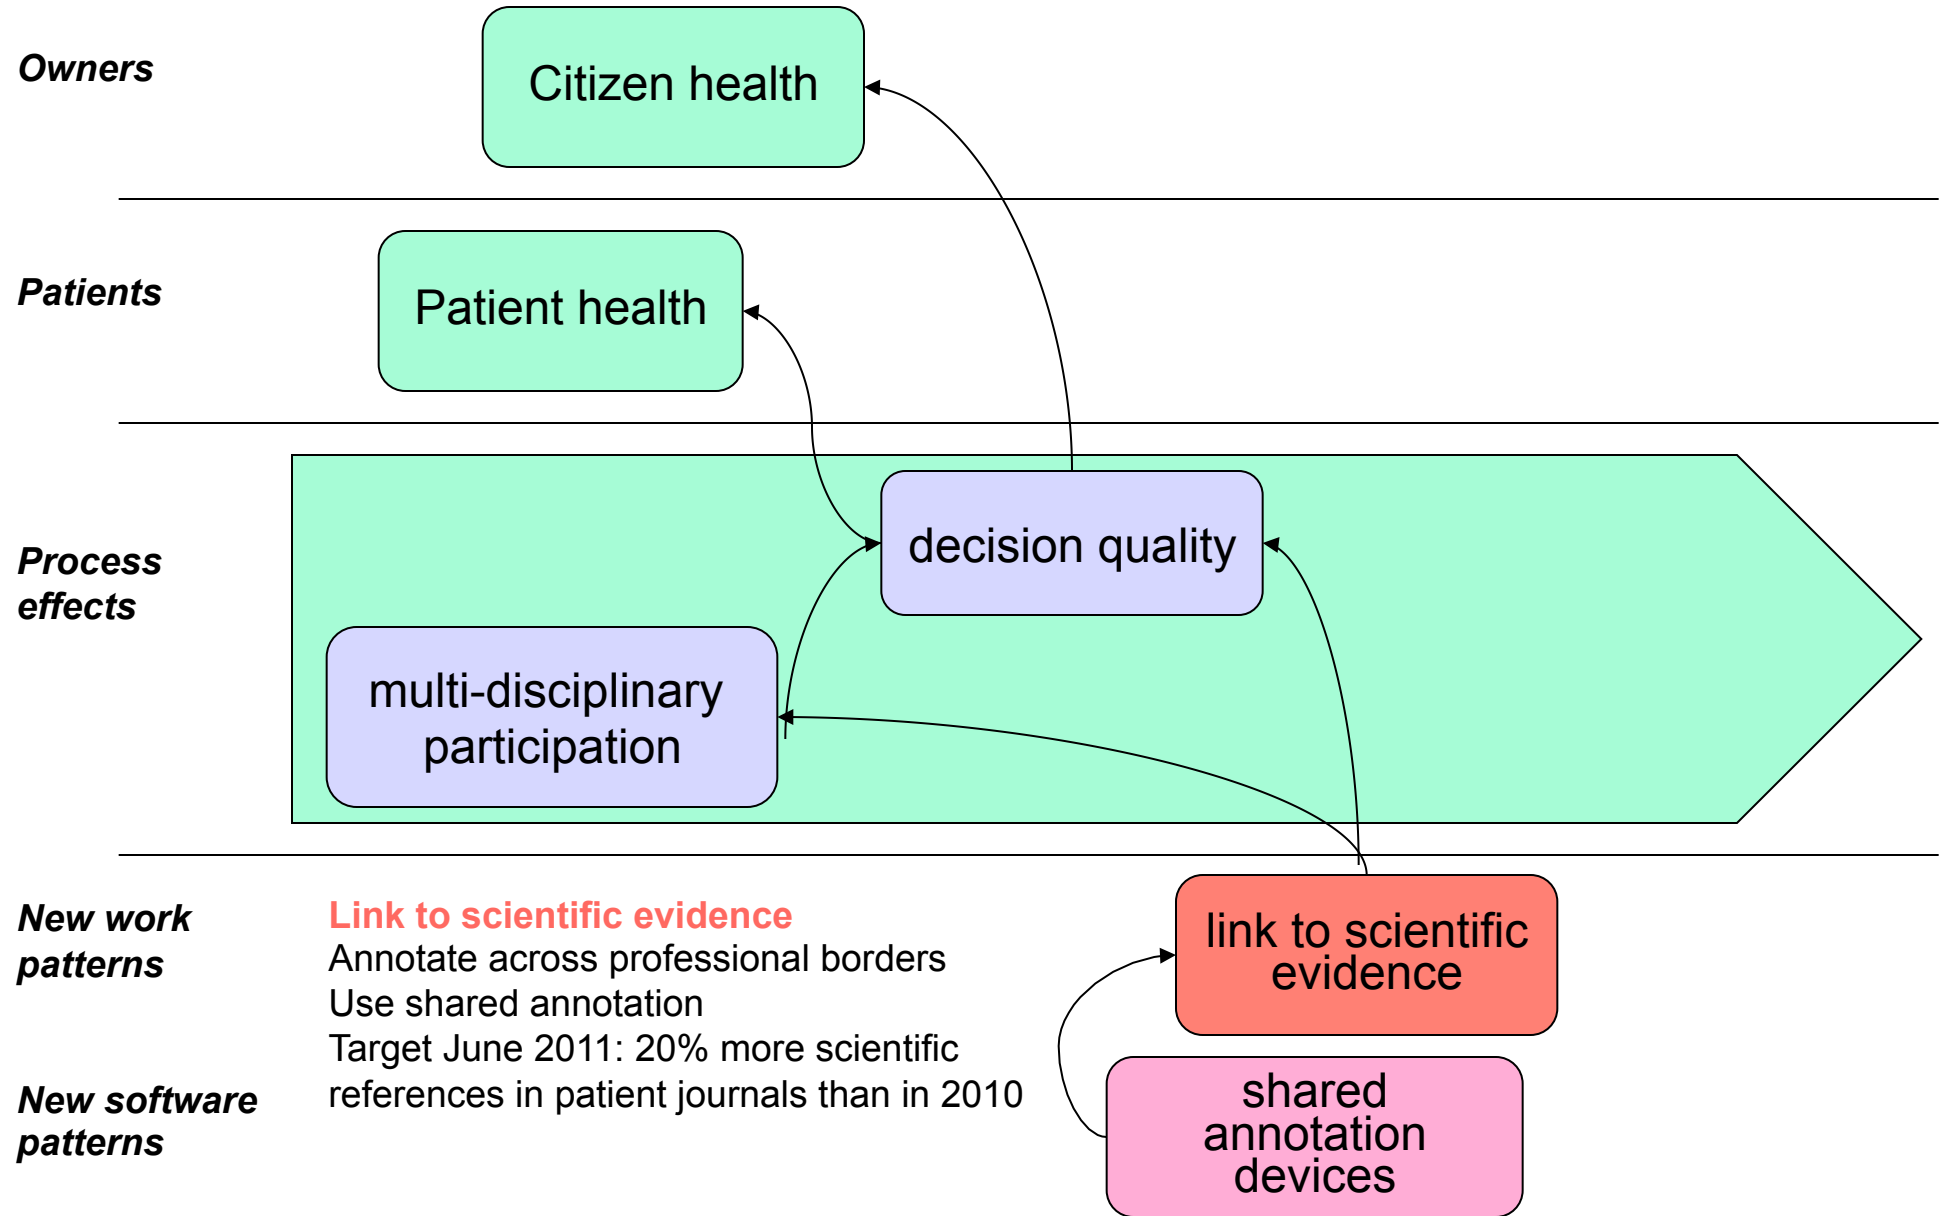 Owners
Citizen health
Patients
Patient health
Process
effects
decision quality
multi-disciplinary
participation
New work
patterns
Link to scientific evidence
Annotate across professional borders
Use shared annotation
Target June 2011: 20% more scientific
references in patient journals than in 2010
link to scientific
evidence
New software
patterns
shared
annotation
devices